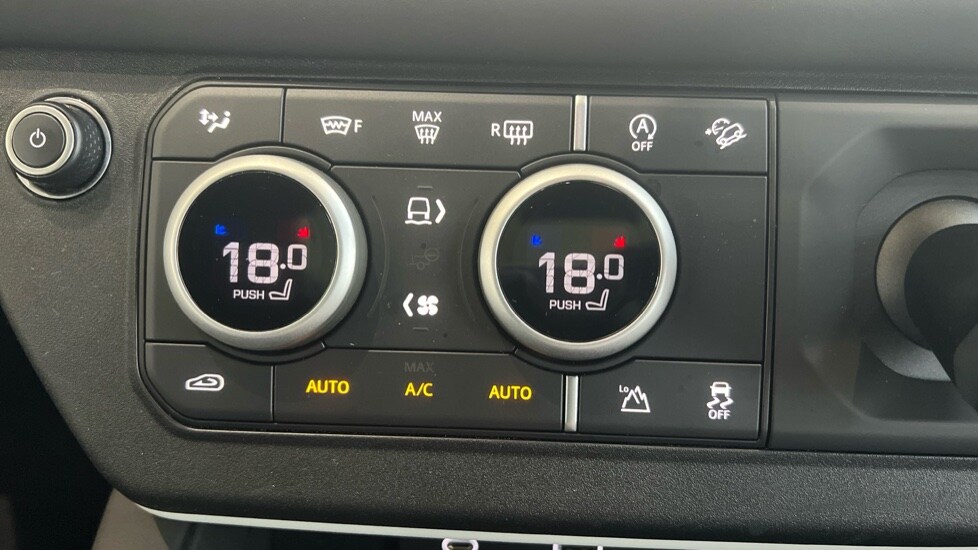 F MAX R A OFF
18.0 PUSH
18.0 PUSH
MAX
AUTO A/C AUTO Lo OFF